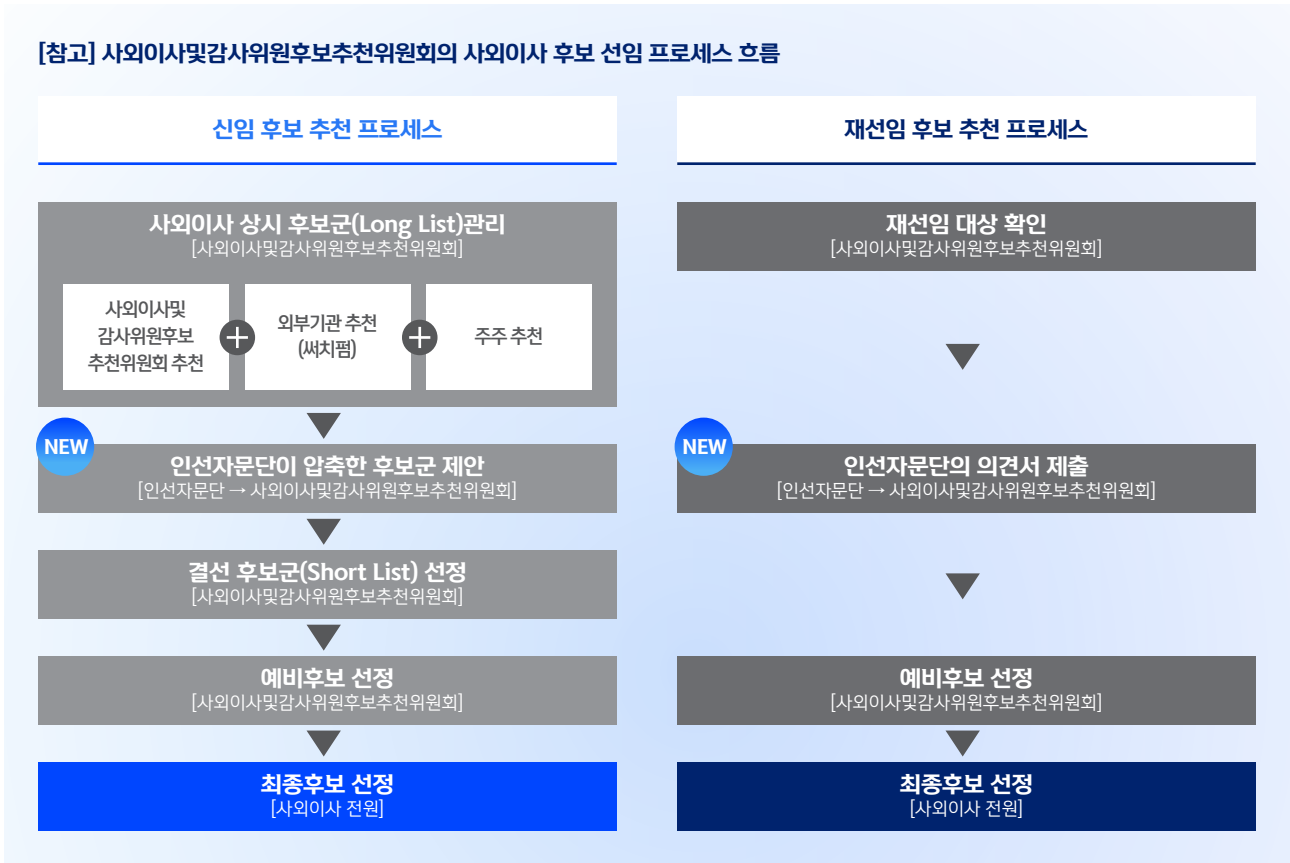 [참고] 사외이사및감사위원후보추천위원회의 사외이사 후보 선임 프로세스 흐름
신임 후보 추천 프로세스
사외이사 상시 후보군(Long List)관리
[사외이사및감사위원후보추천위원회]
사외이사및
감사위원후보
추천위원회 추천
+
외부기관 추천
(써치펌)
+
주주 추천
NEW
인선자문단이 압축한 후보군 제안
[인선자문단 → 사외이사및감사위원후보추천위원회]
결선 후보군(Short List) 선정
[사외이사및감사위원후보추천위원회]
예비후보 선정
[사외이사및감사위원후보추천위원회]
최종후보 선정
[사외이사 전원]
재선임 후보 추천 프로세스
재선임 대상 확인
[사외이사및감사위원후보추천위원회]
NEW
인선자문단의 의견서 제출
[인선자문단 → 사외이사및감사위원후보추천위원회]
예비후보 선정
[사외이사및감사위원후보추천위원회]
최종후보 선정
[사외이사 전원]